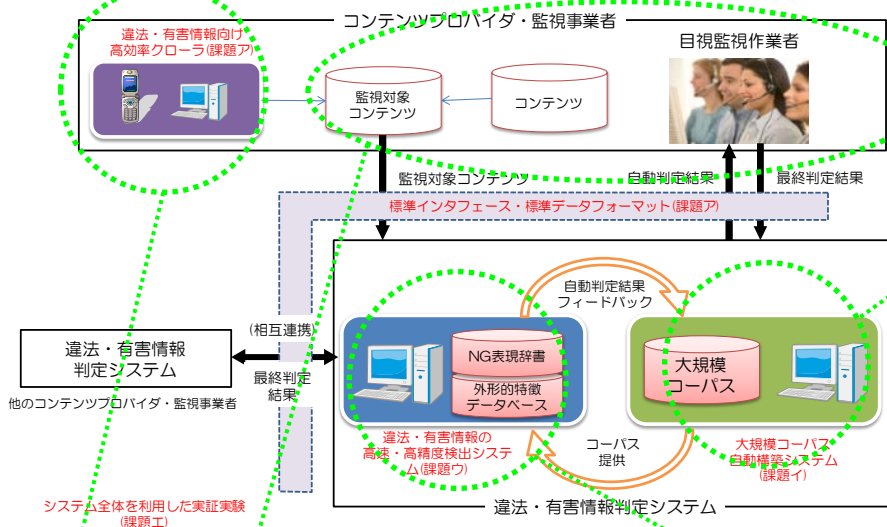 コンテンツプロバイダ・監視事業者
違法・有害情報向け
高効率クローラ(課題ア)
目視監視作業者
監視対象
コンテンツ
コンテンツ
監視対象コンテンツ
自動判定結果
最終判定結果
標準インタフェース・標準データフォーマット(課題ア)
自動判定結果
フィードバック
(相互連携)
違法・有害情報
判定システム
最終判定
結果
他のコンテンツプロバイダ・監視事業者
NG表現辞書
外形的特徴
データベース
大規模
コーパス
違法・有害情報の
高速・高精度検出システ
ム(課題ウ)
コーパス
提供
大規模コーパス
自動構築システム
(課題イ)
システム全体を利用した実証実験
(課題エ)
違法・有害情報判定システム